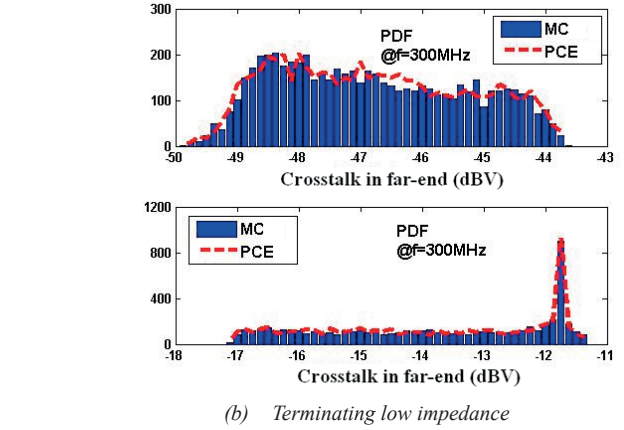 300
200
100
0
PDF
@f=300MHz
MC
PCE
-50 -49 -48 -47 -46 -45 -44 -43
Crosstalk in far-end (dBV)
1200
800
400
0
MC
PCE
PDF
@f=300MHz
-18 -17 -16 -15 -14 -13 -12 -11
Crosstalk in far-end (dBV)
(b) Terminating low impedance